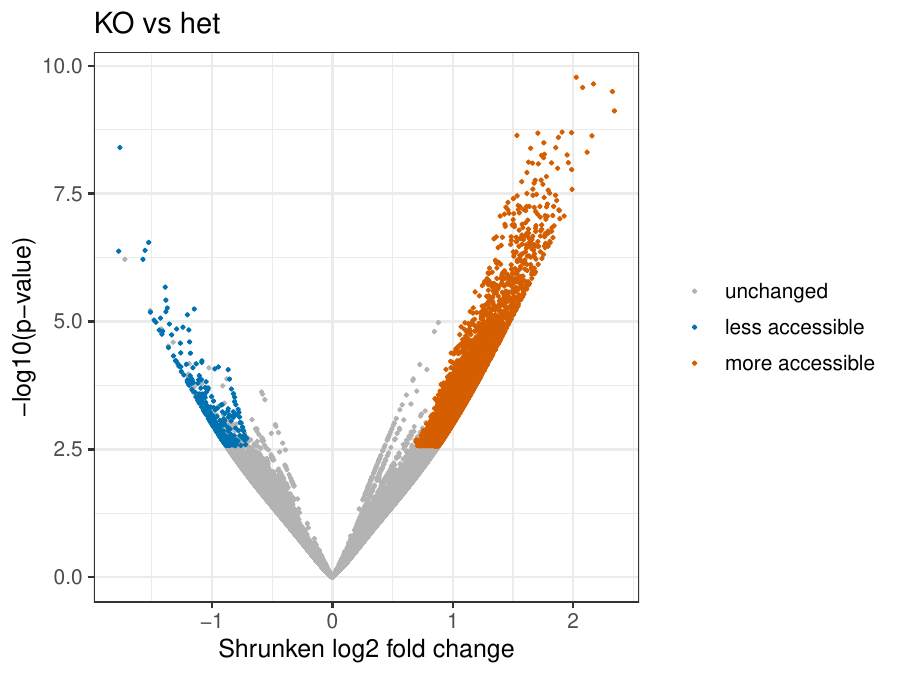 KO vs het
10.0
7.5
5.0
2.5
0.0
−log10(p−value)
−1
0
1
2
Shrunken log2 fold change
unchanged
less accessible
more accessible